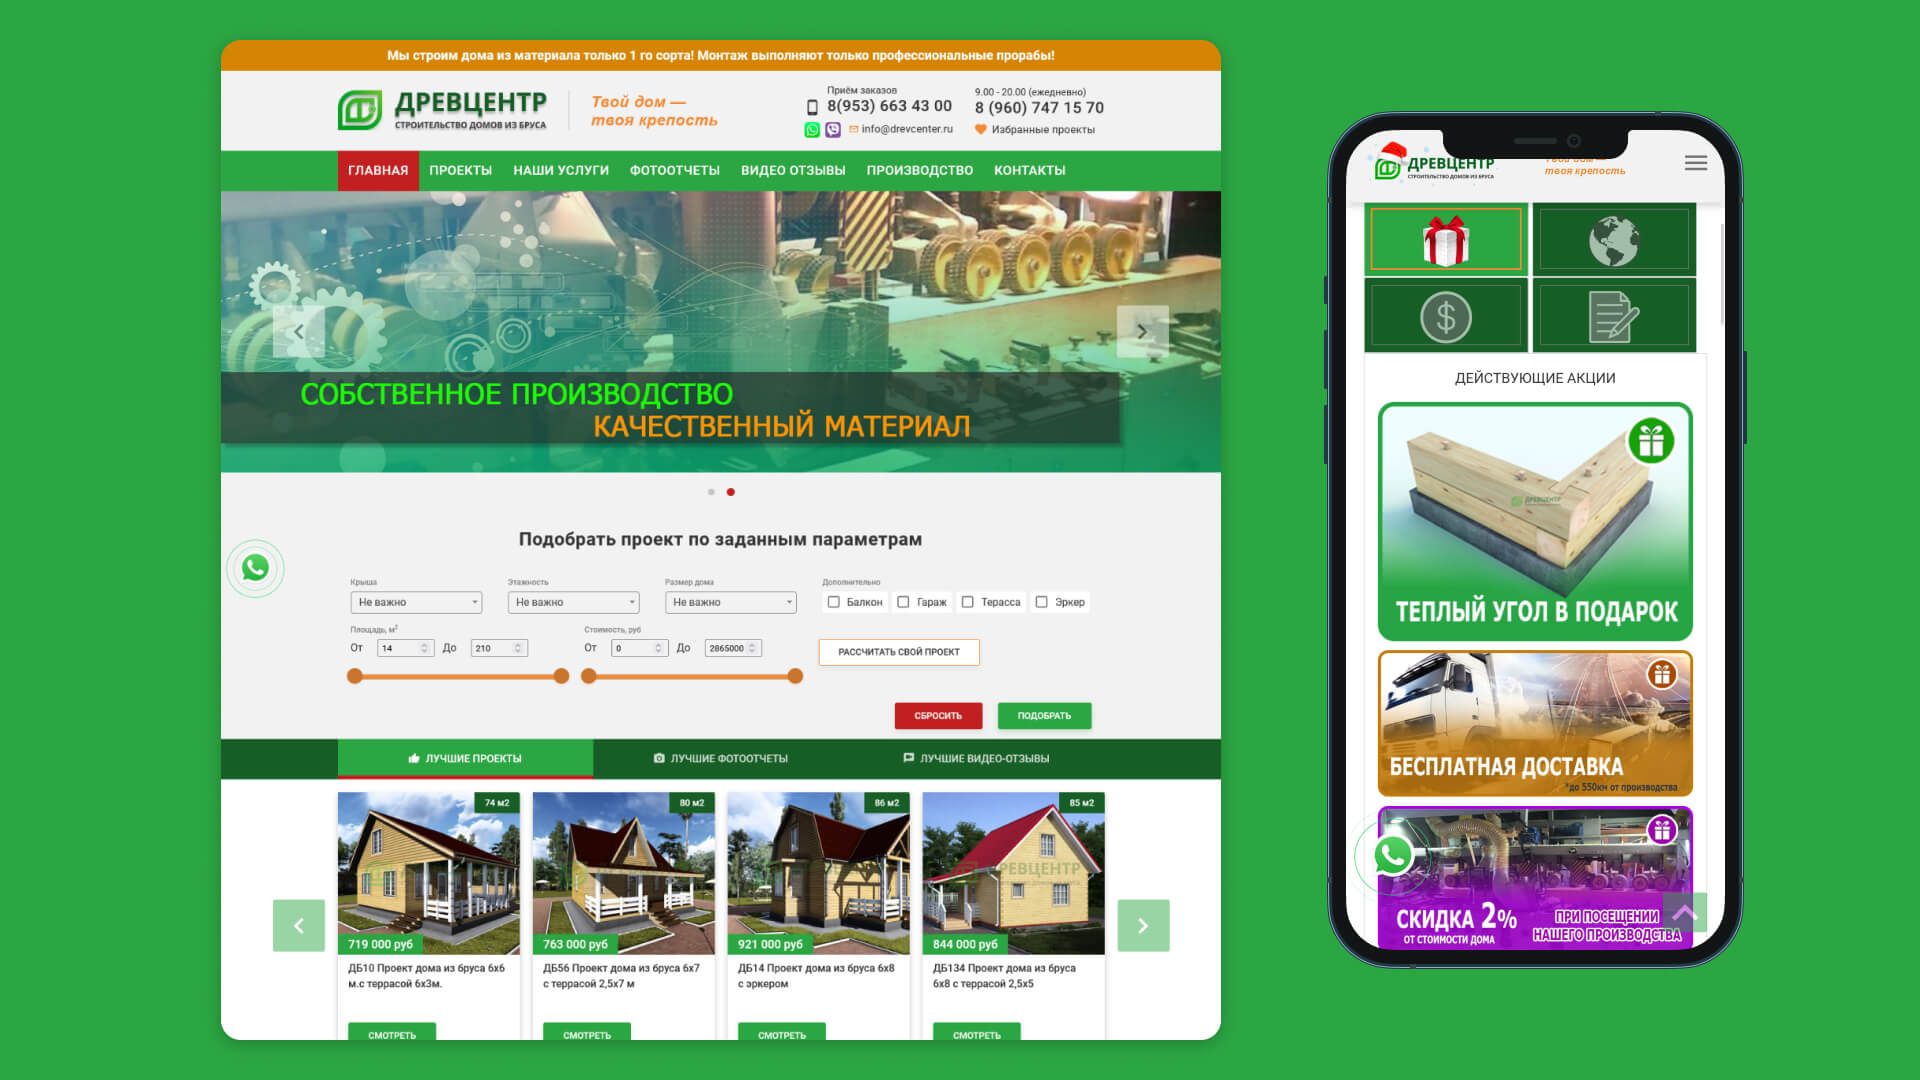 Мы строим дома из материала только 1 го сорта! Монтаж выполняют только профессиональные прорабы!
ДРЕВЦЕНТР
СТРОИТЕЛЬСТВО ДОМОВ ИЗ БРУСА
Твой дом —
твоя крепость
Приём заказов
8(953) 663 43 00
info@drevcenter.ru
9.00 - 20.00 (ежедневно)
8 (960) 747 15 70
Избранные проекты
ГЛАВНАЯ ПРОЕКТЫ НАШИ УСЛУГИ ФОТООТЧЕТЫ ВИДЕО ОТЗЫВЫ ПРОИЗВОДСТВО КОНТАКТЫ
СОБСТВЕННОЕ ПРОИЗВОДСТВО
КАЧЕСТВЕННЫЙ МАТЕРИАЛ
Подобрать проект по заданным параметрам
Крыша Этажность Размер дома Дополнительно
Не важно Не важно Не важно Балкон Гараж Терасса Эркер
Площадь, м² Стоимость, руб
От 14 До 210 От 0 До 2865000 РАССЧИТАТЬ СВОЙ ПРОЕКТ
СБРОСИТЬ ПОДОБРАТЬ
ЛУЧШИЕ ПРОЕКТЫ ЛУЧШИЕ ФОТООТЧЕТЫ ЛУЧШИЕ ВИДЕО-ОТЗЫВЫ
74 м2 80 м2 86 м2 85 м2
ДРЕВЦЕНТР
719 000 руб 763 000 руб 921 000 руб 844 000 руб
ДБ10 Проект дома из бруса 6х6
м.с террасой 6х3м.
ДБ56 Проект дома из бруса 6х7
с террасой 2,5х7 м
ДБ14 Проект дома из бруса 6х8
с эркером
ДБ134 Проект дома из бруса
6х8 с террасой 2,5х5
СМОТРЕТЬ СМОТРЕТЬ СМОТРЕТЬ СМОТРЕТЬ
ДРЕВЦЕНТР
СТРОИТЕЛЬСТВО ДОМОВ ИЗ БРУСА
Твой дом —
твоя крепость
ДЕЙСТВУЮЩИЕ АКЦИИ
ДРЕВЦЕНТР
ТЕПЛЫЙ УГОЛ В ПОДАРОК
БЕСПЛАТНАЯ ДОСТАВКА
*до 550км от производства
СКИДКА 2%
ОТ СТОИМОСТИ ДОМА
ПРИ ПОСЕЩЕНИИ
НАШЕГО ПРОИЗВОДСТВА